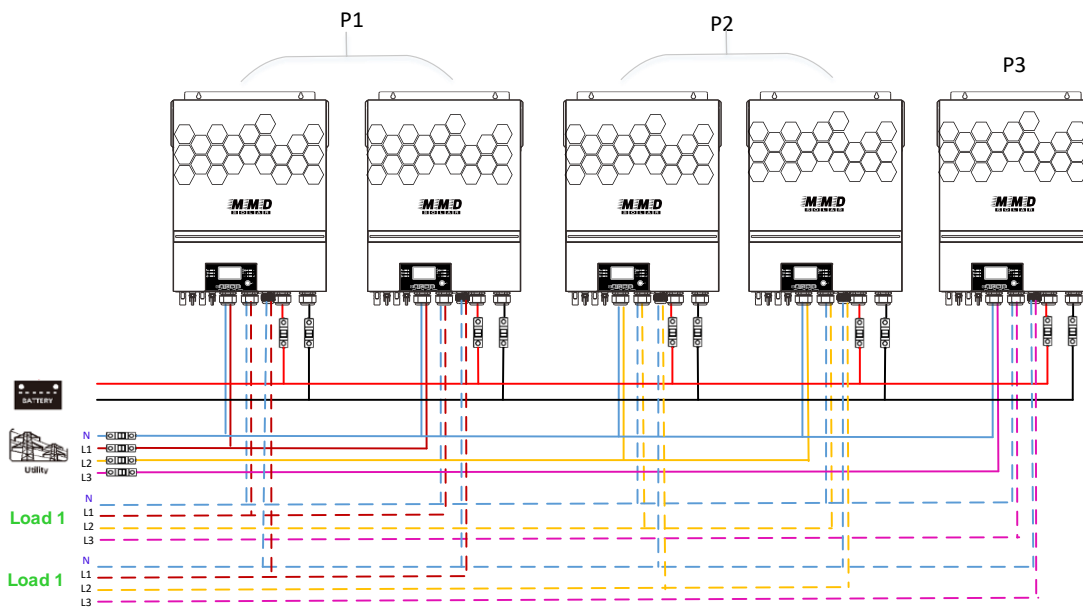 P1
P2
P3
MMD
SOLAR
MMD
SOLAR
MMD
SOLAR
MMD
SOLAR
MMD
SOLAR
BATTERY
Utility
N
L1
L2
L3
Load 1
N
L1
L2
L3
Load 1
N
L1
L2
L3